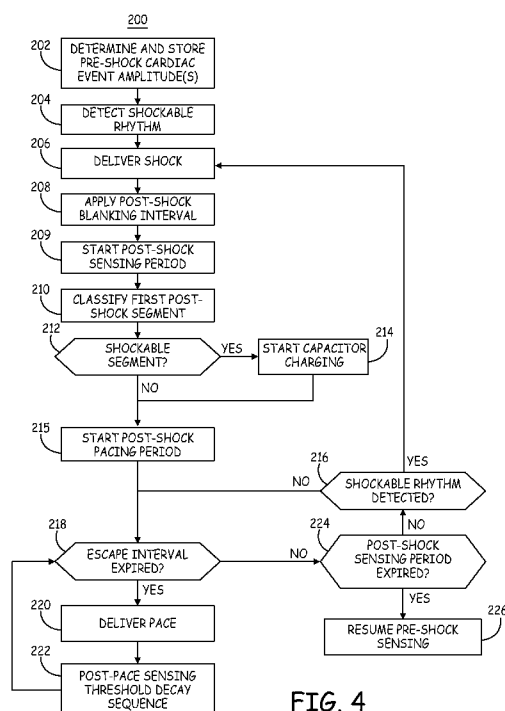 200
202
DETERMINE AND STORE
PRE-SHOCK CARDIAC
EVENT AMPLITUDE(S)
204
DETECT SHOCKABLE
RHYTHM
206
DELIVER SHOCK
208
APPLY POST-SHOCK
BLANKING INTERVAL
209
START POST-SHOCK
SENSING PERIOD
210
CLASSIFY FIRST POST-
SHOCK SEGMENT
212
SHOCKABLE
SEGMENT?
YES
NO
214
START CAPACITOR
CHARGING
215
START POST-SHOCK
PACING PERIOD
216
YES
SHOCKABLE RHYTHM
DETECTED?
NO
218
ESCAPE INTERVAL
EXPIRED?
NO
YES
224
NO
POST-SHOCK
SENSING PERIOD
EXPIRED?
YES
220
DELIVER PACE
226
RESUME PRE-SHOCK
SENSING
222
POST-PACE SENSING
THRESHOLD DECAY
SEQUENCE
FIG. 4